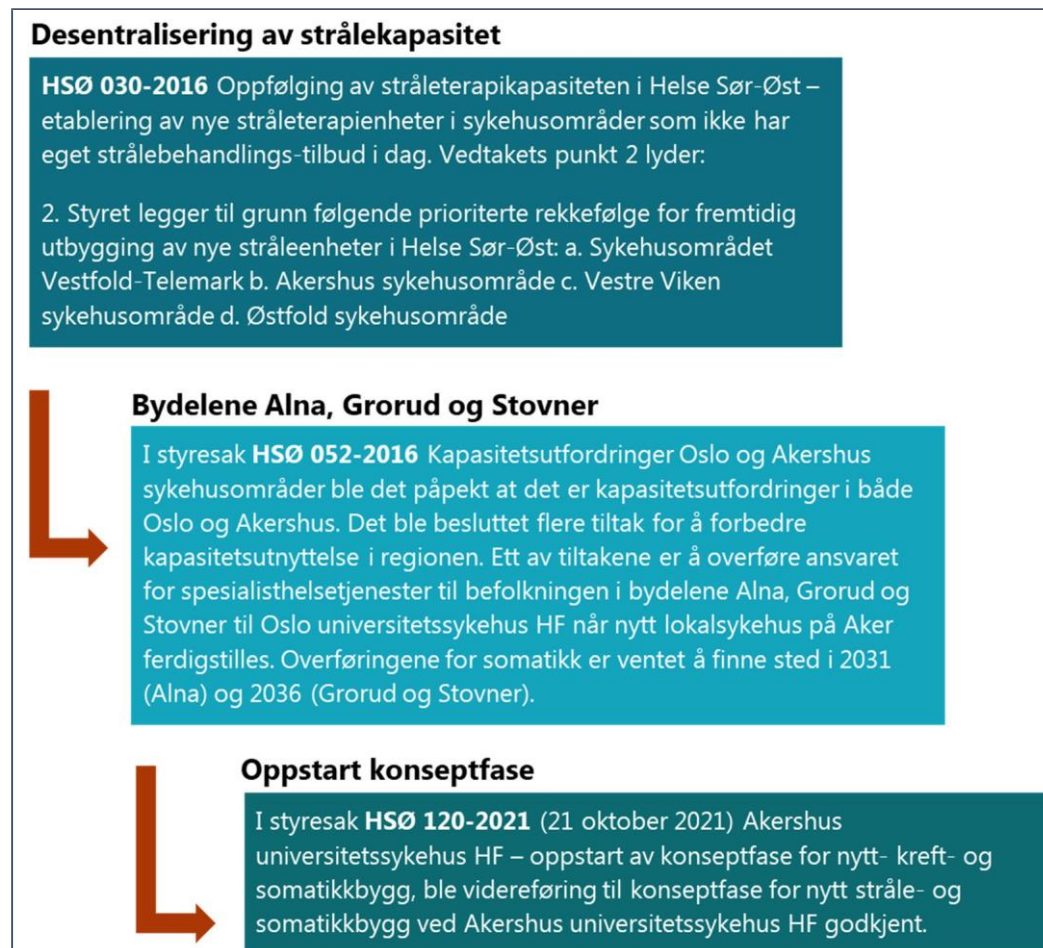 Desentralisering av strålekapasitet
HSØ 030-2016 Oppfølging av stråleterapikapasiteten i Helse Sør-Øst –
etablering av nye stråleterapienheter i sykehusområder som ikke har
eget strålebehandlings-tilbud i dag. Vedtakets punkt 2 lyder:
2. Styret legger til grunn følgende prioriterte rekkefølge for fremtidig
utbygging av nye stråleenheter i Helse Sør-Øst: a. Sykehusområdet
Vestfold-Telemark b. Akershus sykehusområde c. Vestre Viken
sykehusområde d. Østfold sykehusområde
Bydelene Alna, Grorud og Stovner
I styresak HSØ 052-2016 Kapasitetsutfordringer Oslo og Akershus
sykehusområder ble det påpekt at det er kapasitetsutfordringer i både
Oslo og Akershus. Det ble besluttet flere tiltak for å forbedre
kapasitetsutnyttelse i regionen. Ett av tiltakene er å overføre ansvaret
for spesialisthelsetjenester til befolkningen i bydelene Alna, Grorud og
Stovner til Oslo universitetssykehus HF når nytt lokalsykehus på Aker
ferdigstilles. Overføringene for somatikk er ventet å finne sted i 2031
(Alna) og 2036 (Grorud og Stovner).
Oppstart konseptfase
I styresak HSØ 120-2021 (21 oktober 2021) Akershus
universitetssykehus HF – oppstart av konseptfase for nytt- kreft- og
somatikkbygg, ble videreføring til konseptfase for nytt stråle- og
somatikkbygg ved Akershus universitetssykehus HF godkjent.